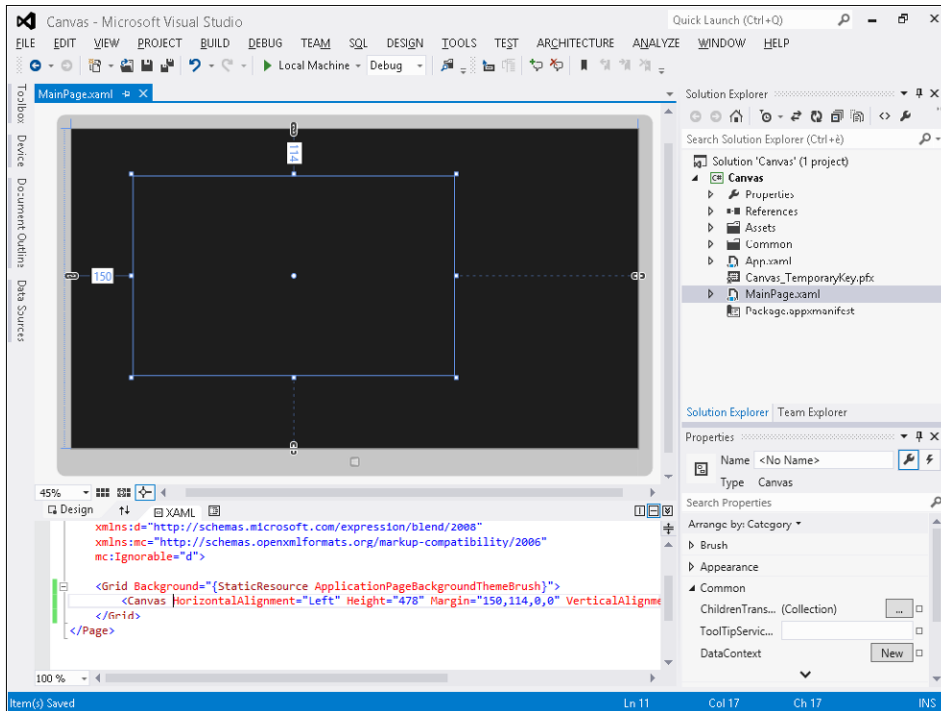 Canvas - Microsoft Visual Studio
Quick Launch (Ctrl+Q)
FILE EDIT VIEW PROJECT BUILD DEBUG TEAM SQL DESIGN TOOLS TEST ARCHITECTURE ANALYZE WINDOW HELP
Local Machine Debug
Toolbox
Device
Document Outline
Data Sources
MainPage.xaml
114
150
45%
Design XAML
xmlns:d="http://schemas.microsoft.com/expression/blend/2008"
xmlns:mc="http://schemas.openxmlformats.org/markup-compatibility/2006"
mc:Ignorable="d">
<Grid Background="{StaticResource ApplicationPageBackgroundThemeBrush}">
<Canvas HorizontalAlignment="Left" Height="478" Margin="150,114,0,0" VerticalAlignme
</Grid>
</Page>
100 %
Solution Explorer
Search Solution Explorer (Ctrl+è)
Solution 'Canvas' (1 project)
C# Canvas
Properties
References
Assets
Common
App.xaml
Canvas_TemporaryKey.pfx
MainPage.xaml
Package.appxmanifest
Solution Explorer Team Explorer
Properties
Name <No Name>
Type Canvas
Search Properties
Arrange by: Category
Brush
Appearance
Common
ChildrenTrans... (Collection) ...
ToolTipServic...
DataContext New
Item(s) Saved Ln 11 Col 17 Ch 17 INS